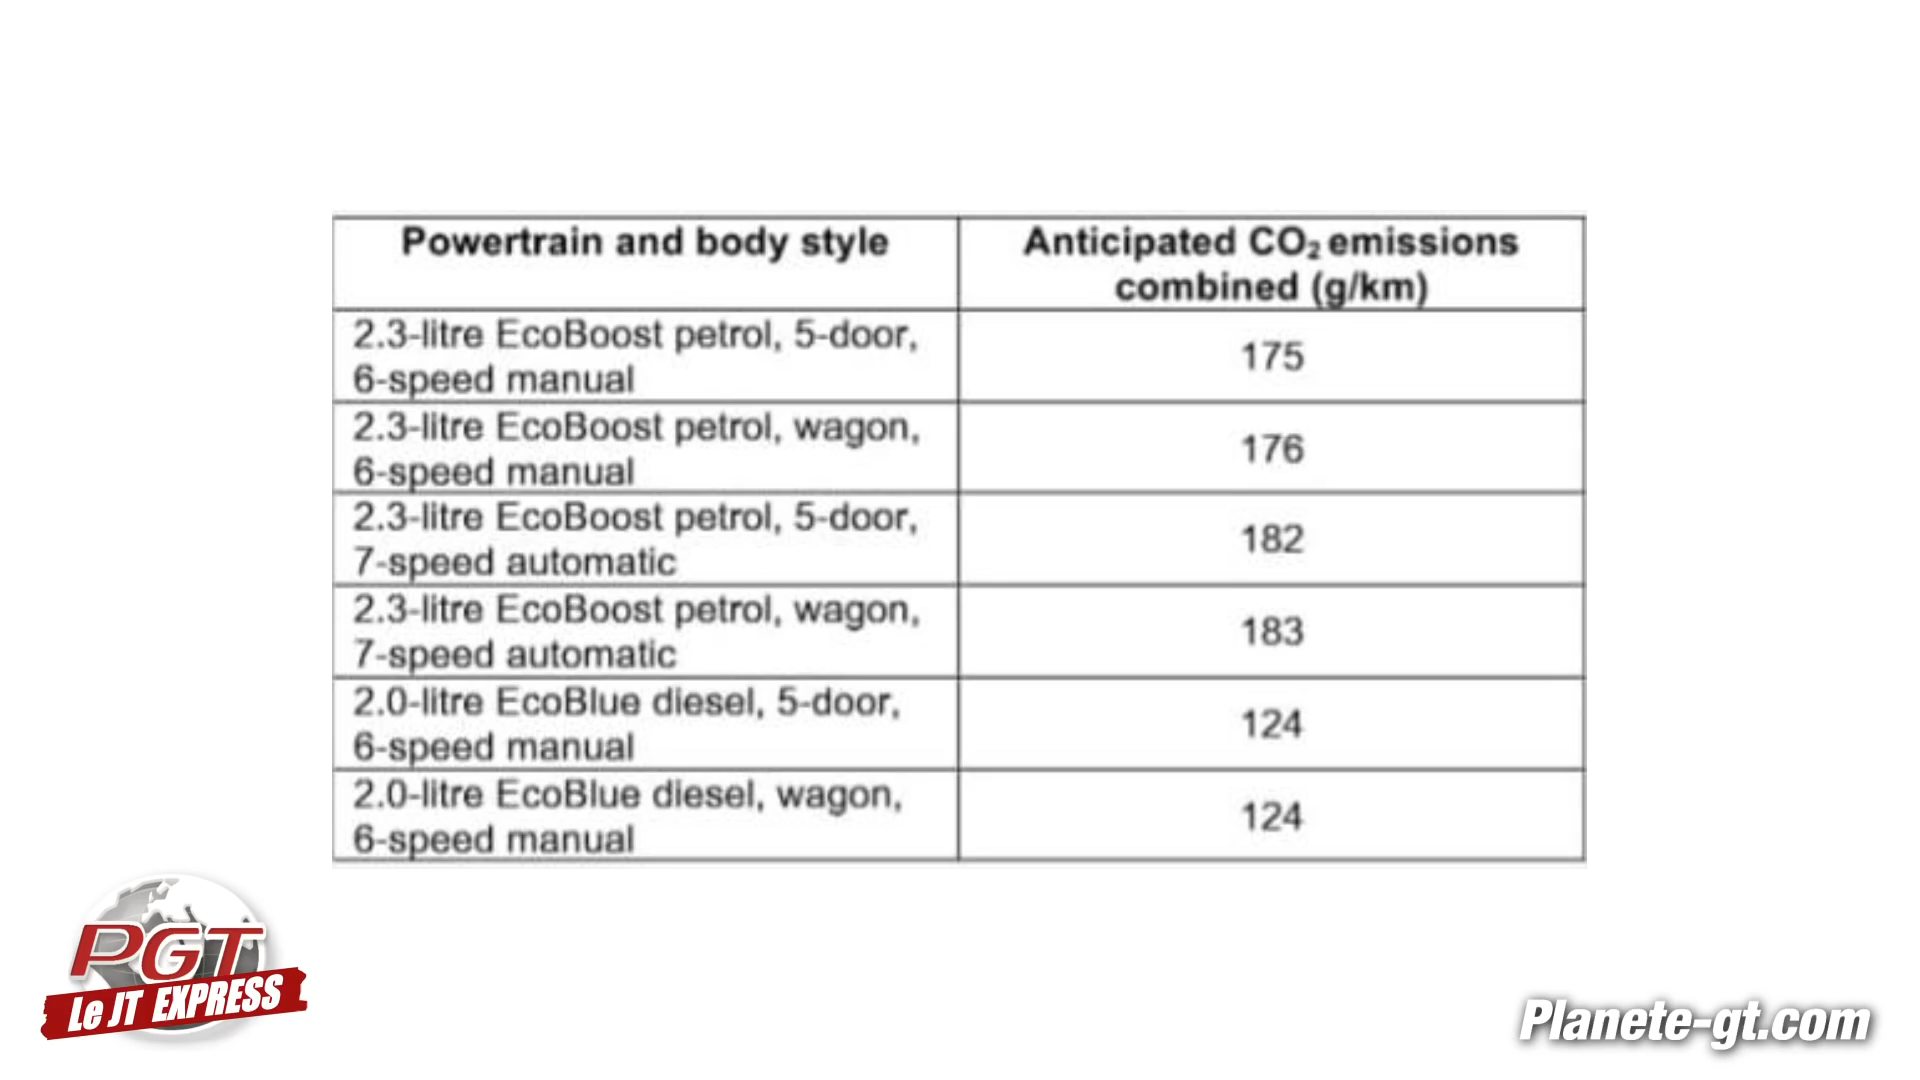 Powertrain and body style
Anticipated CO₂ emissions
combined (g/km)
2.3-litre EcoBoost petrol, 5-door,
6-speed manual
175
2.3-litre EcoBoost petrol, wagon,
6-speed manual
176
2.3-litre EcoBoost petrol, 5-door,
7-speed automatic
182
2.3-litre EcoBoost petrol, wagon,
7-speed automatic
183
2.0-litre EcoBlue diesel, 5-door,
6-speed manual
124
2.0-litre EcoBlue diesel, wagon,
6-speed manual
124
PGT
Le JT EXPRESS
Planete-gt.com